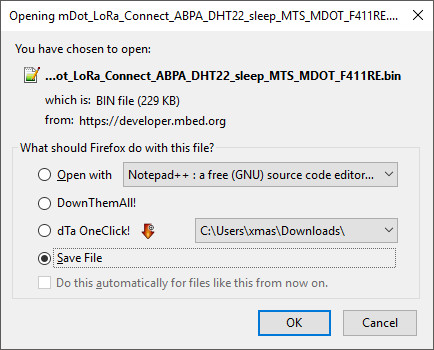 Opening mDot_LoRa_Connect_ABPA_DHT22_sleep_MTS_MDOT_F411RE....
You have chosen to open:
...ot_LoRa_Connect_ABPA_DHT22_sleep_MTS_MDOT_F411RE.bin
which is: BIN file (229 KB)
from: https://developer.mbed.org
What should Firefox do with this file?
Open with Notepad++ : a free (GNU) source code editor...
DownThemAll!
dTa OneClick! C:\Users\xmas\Downloads\
Save File
Do this automatically for files like this from now on.
OK Cancel